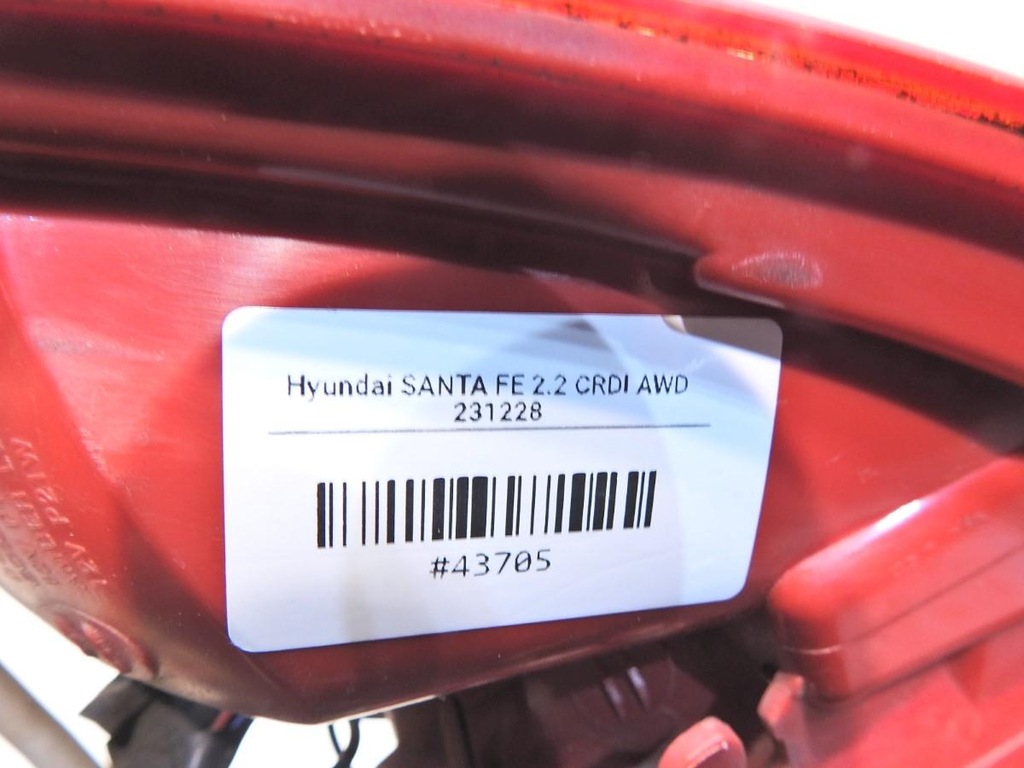 Hyundai SANTA FE 2.2 CRDI AWD
231228
#43705